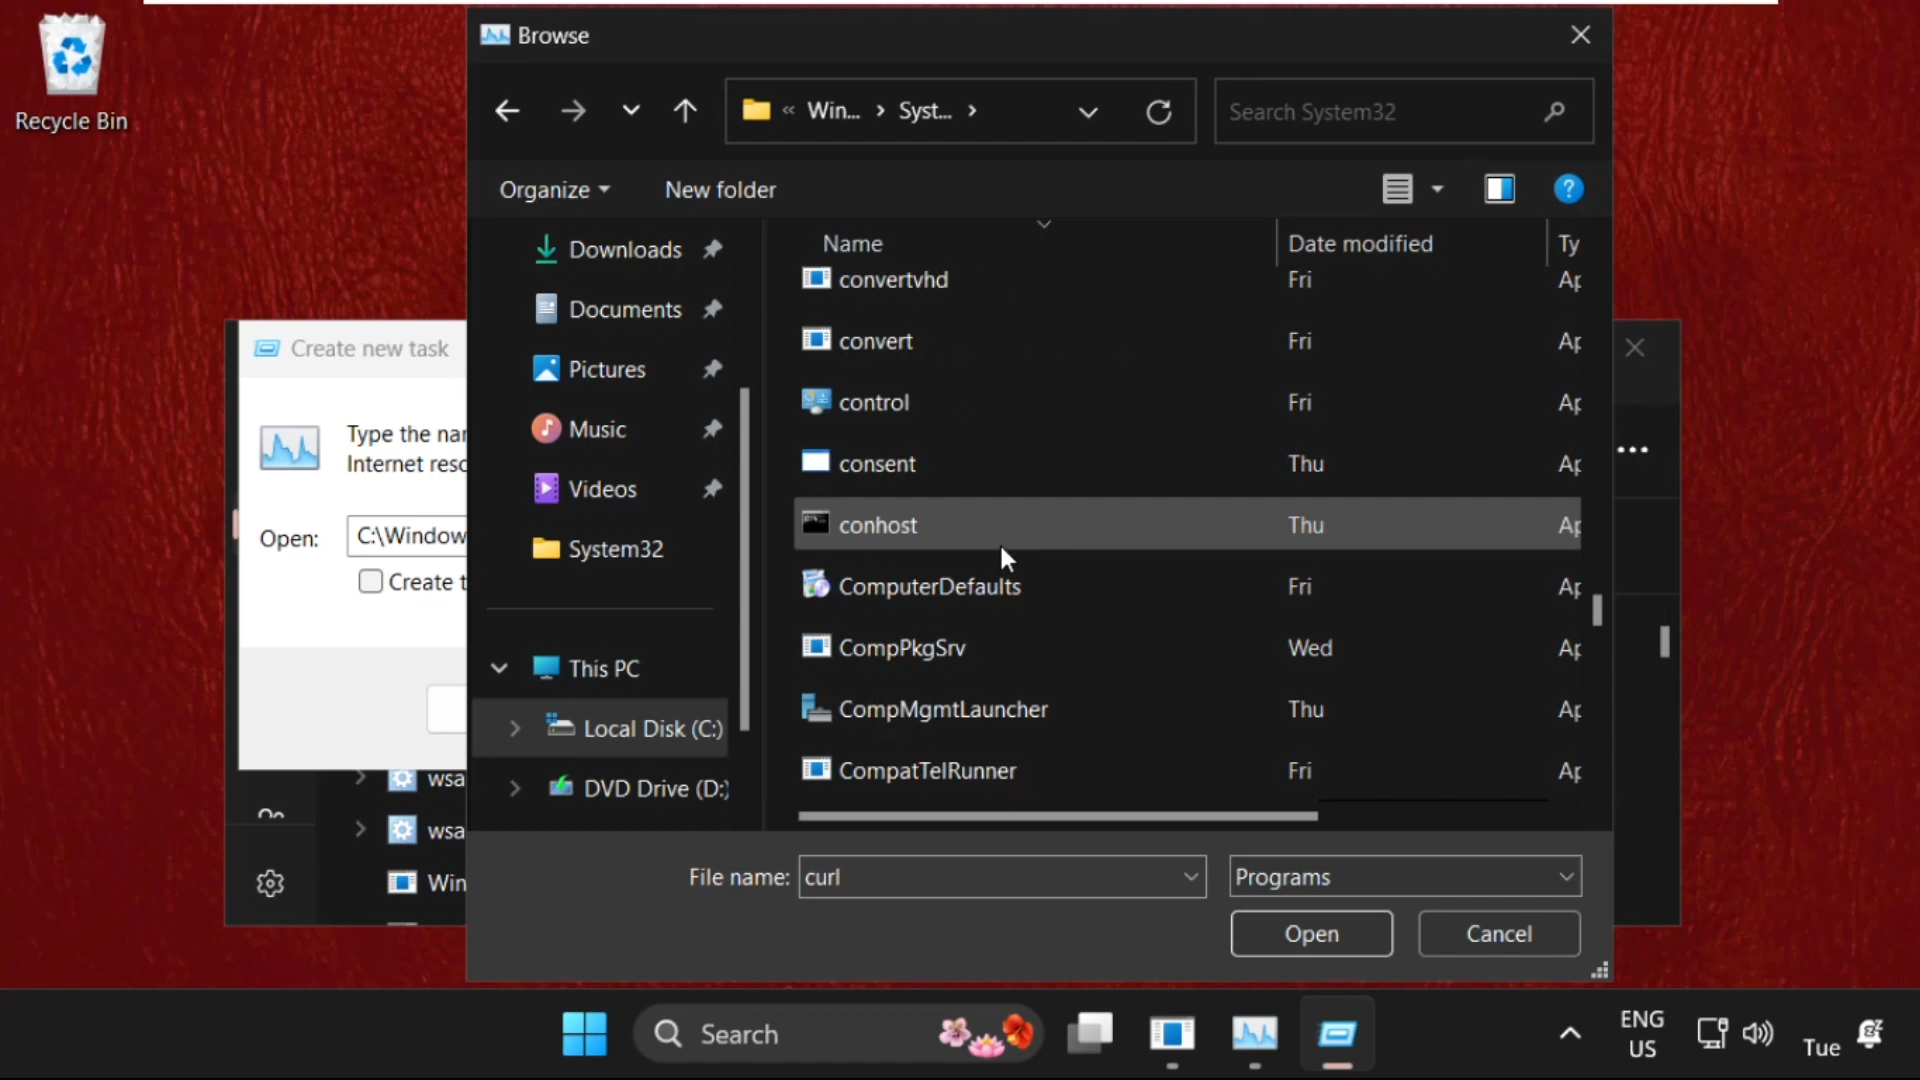 Recycle Bin
Browse
Win...
Syst...
Search System32
Organize
New folder
Name
Date modified
Ty
Downloads
Documents
Pictures
Music
Videos
System32
This PC
Local Disk (C:)
DVD Drive (D:)
convertvhd Fri
convert Fri
control Fri
consent Thu
conhost Thu
ComputerDefaults Fri
CompPkgSrv Wed
CompMgmtLauncher Thu
CompatTelRunner Fri
File name: curl
Programs
Open
Cancel
Create new task
Type the nar
Internet reso
Open: C:\Window
Create t
wsa
wsa
Win
Search
ENG
US
Tue